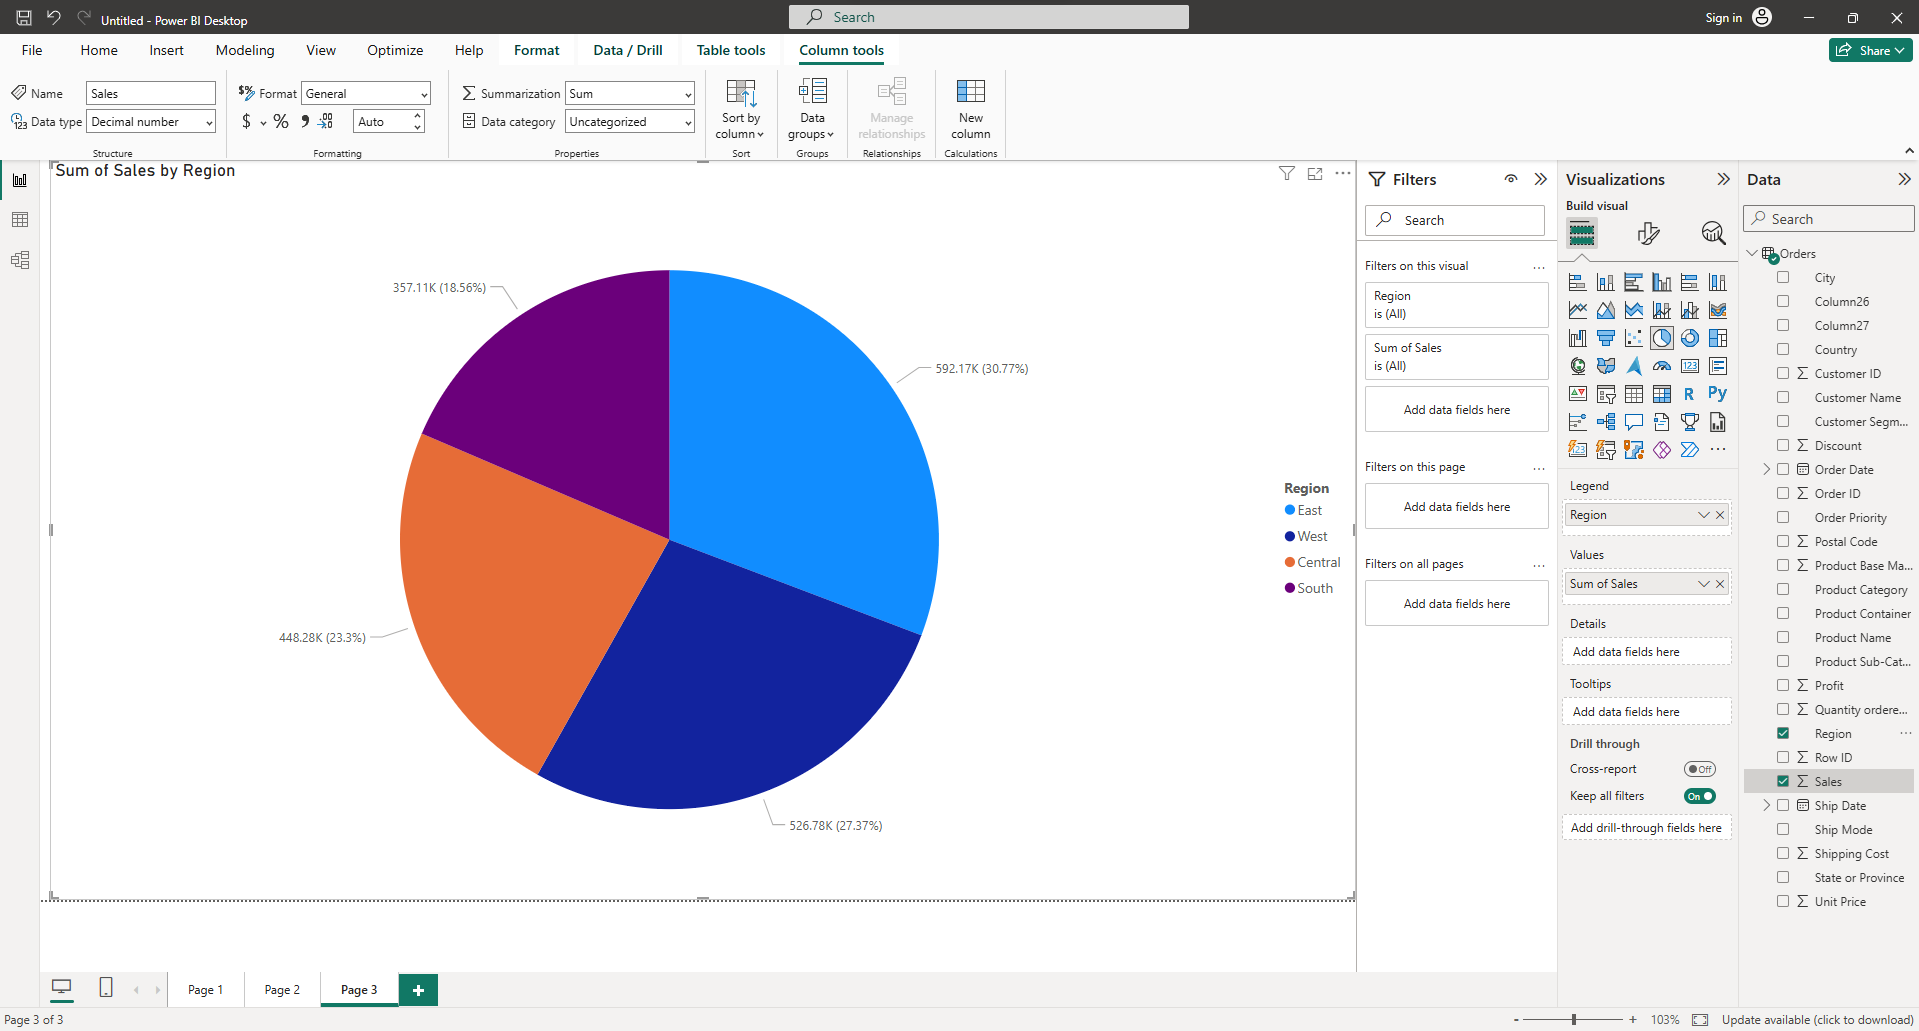 Untitled - Power BI Desktop
Search
Sign in
File Home Insert Modeling View Optimize Help Format Data / Drill Table tools Column tools
Share
Name Sales
Data type Decimal number
Structure
Format General
$ % Auto
Formatting
Summarization Sum
Data category Uncategorized
Properties
Sort by
column
Sort
Data
groups
Groups
Manage
relationships
Relationships
New
column
Calculations
Sum of Sales by Region
357.11K (18.56%)
592.17K (30.77%)
448.28K (23.3%)
526.78K (27.37%)
Region
East
West
Central
South
Filters
Search
Filters on this visual
Region
is (All)
Sum of Sales
is (All)
Add data fields here
Filters on this page
Add data fields here
Filters on all pages
Add data fields here
Visualizations
Build visual
123
R
Py
123
Legend
Region
Values
Sum of Sales
Details
Add data fields here
Tooltips
Add data fields here
Drill through
Cross-report Off
Keep all filters On
Add drill-through fields here
Data
Search
Orders
City
Column26
Column27
Country
Customer ID
Customer Name
Customer Segm...
Discount
Order Date
Order ID
Order Priority
Postal Code
Product Base Ma...
Product Category
Product Container
Product Name
Product Sub-Cat...
Profit
Quantity ordere...
Region
Row ID
Sales
Ship Date
Ship Mode
Shipping Cost
State or Province
Unit Price
Page 1 Page 2 Page 3 +
Page 3 of 3
- + 103%
Update available (click to download)